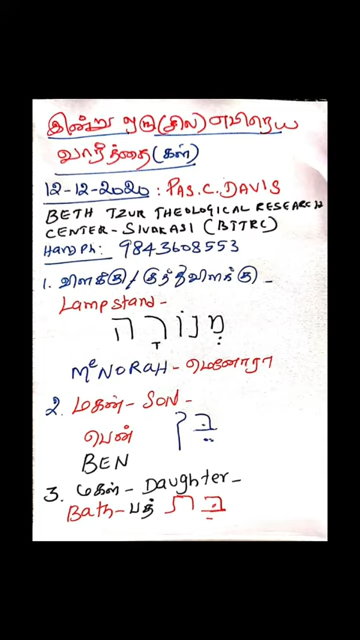 இன்று ஒரு(சில) எபிரெய
வார்த்தை(கள்)
12-12-2020 : PAS.C.DAVIS
BETH TZUR THEOLOGICAL RESEARCH
CENTER - SIVAKASI (BTTRC)
Hand Ph: 9843608553
1. விளக்கு/குத்துவிளக்கு -
Lampstand -
מְנוֹרָה
MeNORAH - மெனோரா
2. மகன் - SON -
பென் בֵּן
BEN
3. மகள் - Daughter -
Bath - பத் בַּת